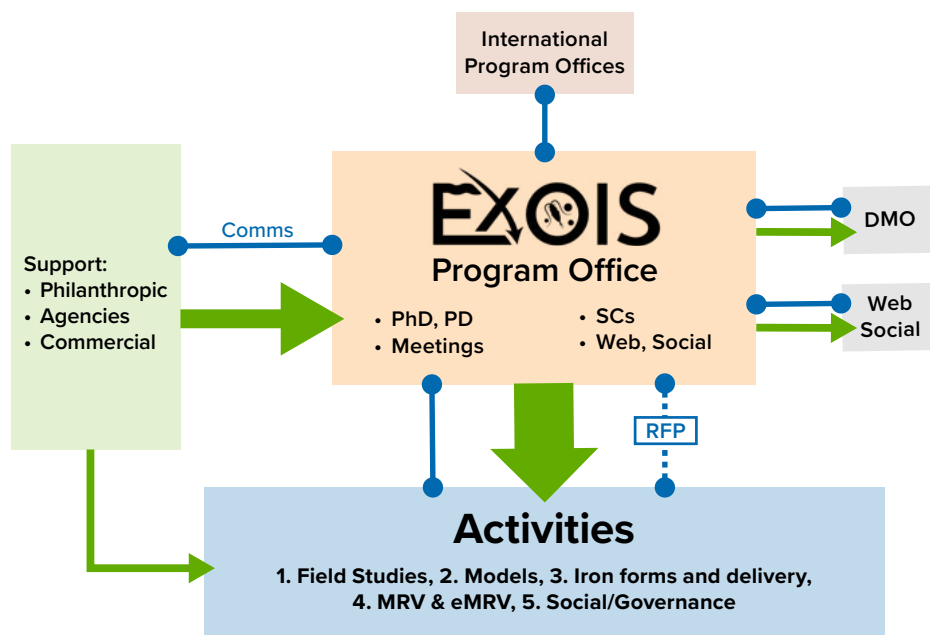 International
Program Offices
EXOIS
Program Office
• PhD, PD
• Meetings
• SCs
• Web, Social
Comms
Support:
• Philanthropic
• Agencies
• Commercial
DMO
Web
Social
RFP
Activities
1. Field Studies, 2. Models, 3. Iron forms and delivery,
4. MRV & eMRV, 5. Social/Governance